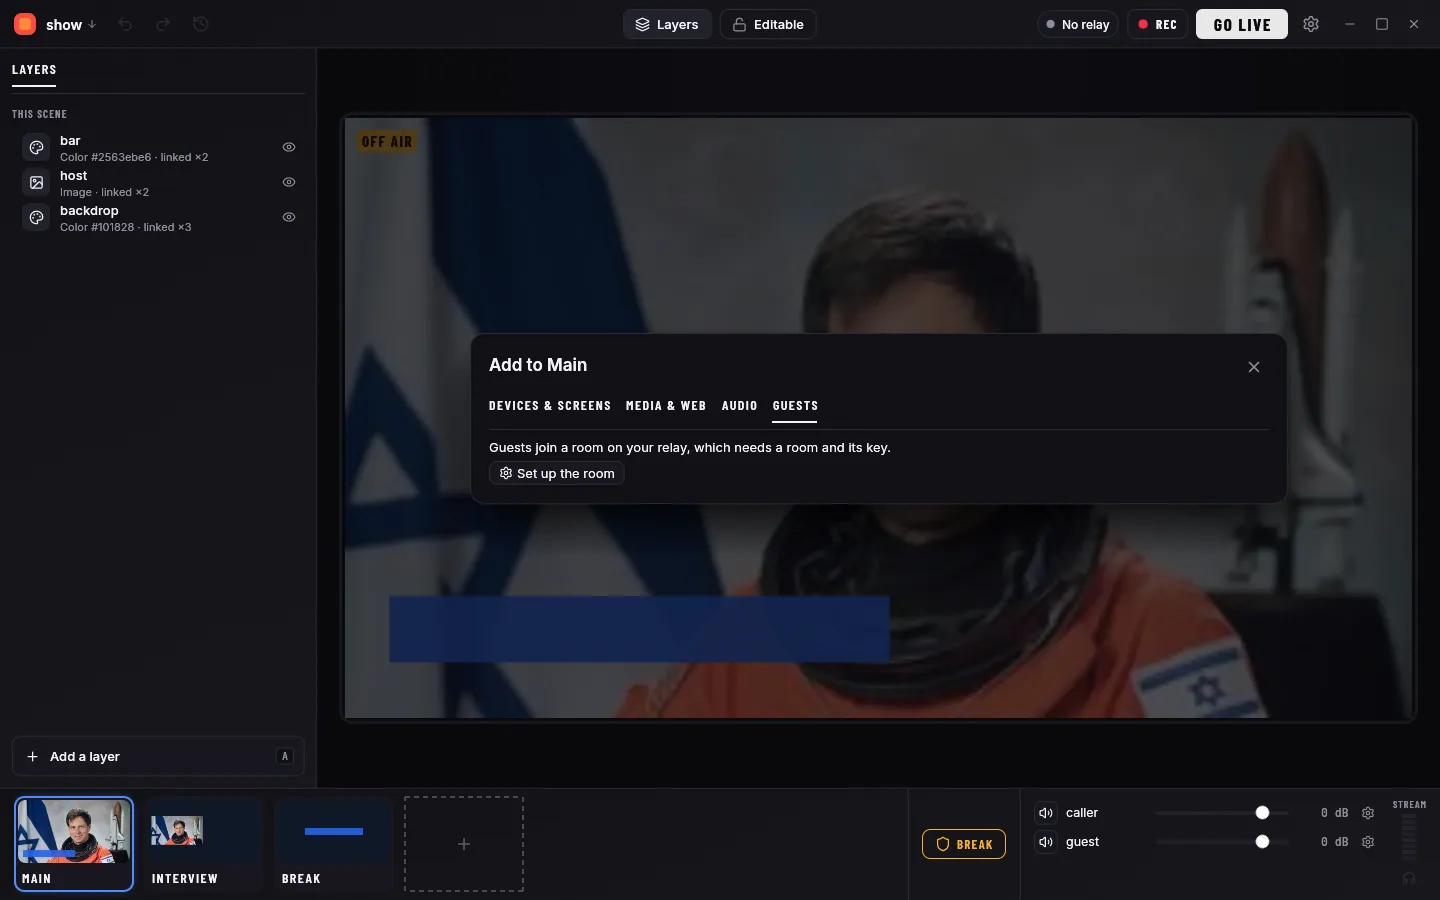 show
Layers
Editable
No relay
REC
GO LIVE
LAYERS
THIS SCENE
bar
Color #2563ebe6 · linked ×2
host
Image · linked ×2
backdrop
Color #101828 · linked ×3
Add a layer
A
OFF AIR
Add to Main
DEVICES & SCREENS
MEDIA & WEB
AUDIO
GUESTS
Guests join a room on your relay, which needs a room and its key.
Set up the room
MAIN
INTERVIEW
BREAK
BREAK
caller
0 dB
guest
0 dB
STREAM